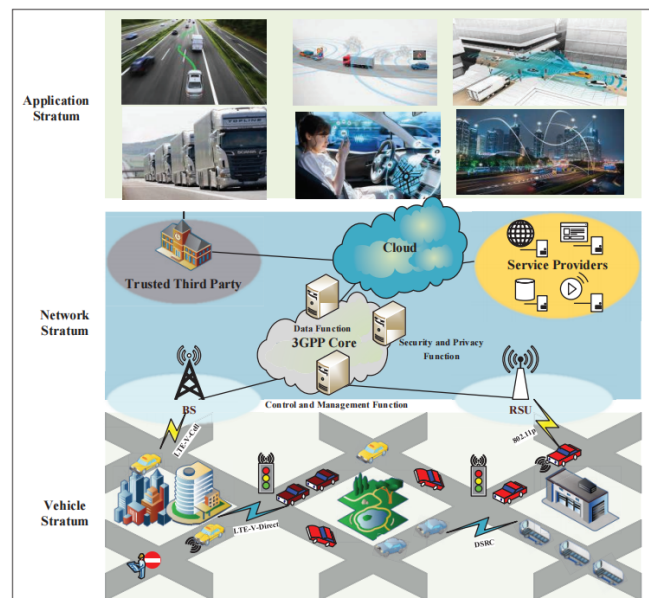 Application
Stratum
Cloud
Trusted Third Party
Service Providers
Network
Stratum
Data Function
3GPP Core
Security and Privacy
Function
BS
Control and Management Function
RSU
LTE-V-Cell
802.11p
Vehicle
Stratum
LTE-V-Direct
DSRC